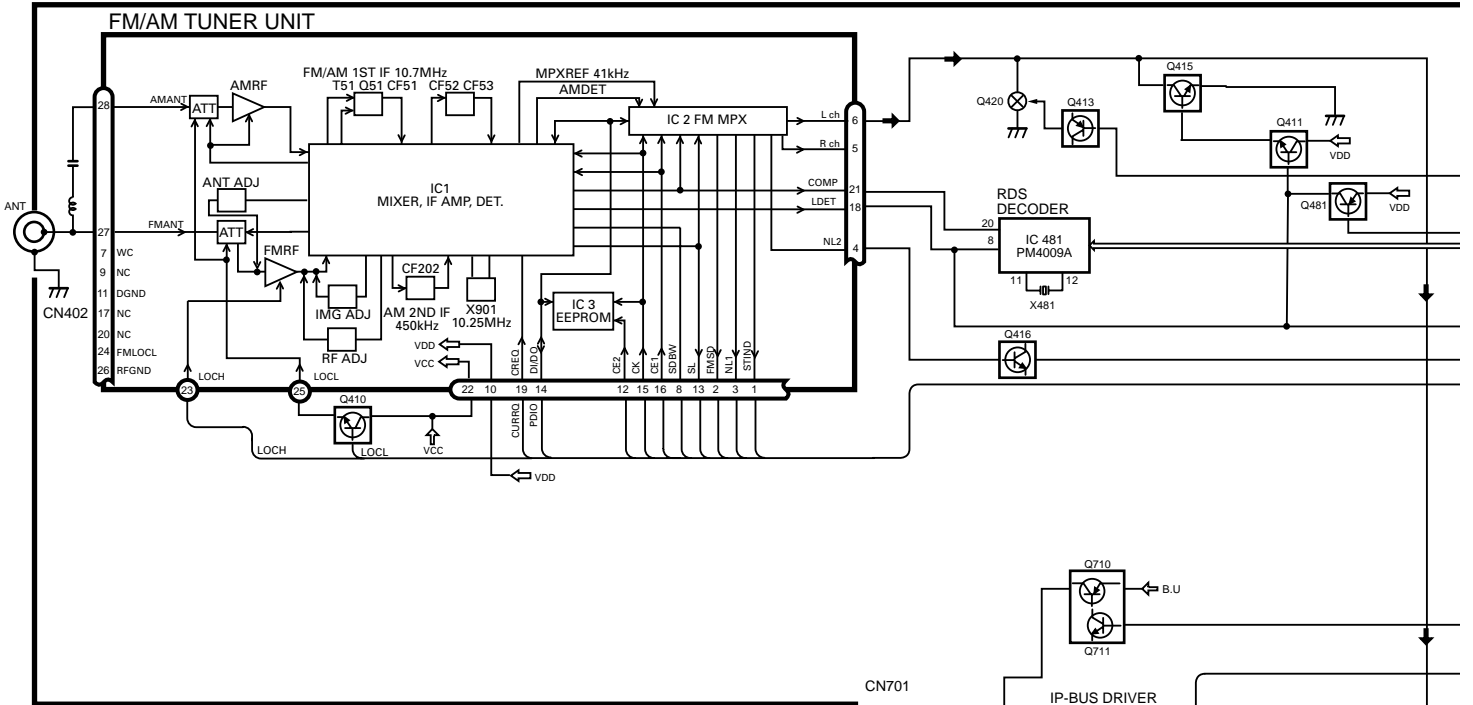 FM/AM TUNER UNIT
FM/AM 1ST IF 10.7MHz
T51 Q51 CF51
CF52 CF53
MPXREF 41kHz
AMDET
AMRF
28
AMANT
ATT
IC 2 FM MPX
L ch
6
R ch
5
COMP
21
LDET
18
NL2
4
ANT ADJ
IC1
MIXER, IF AMP, DET.
ANT
27
FMANT
ATT
FMRF
7 WC
9 NC
11 DGND
17 NC
20 NC
24 FMLOCL
26 RFGND
CN402
IMG ADJ
RF ADJ
CF202
AM 2ND IF
450kHz
X901
10.25MHz
IC 3
EEPROM
VDD
VCC
CREQ
DI/DO
CE2
CK
CE1
SDBW
SL
FMSD
NL1
STIND
LOCH
23
LOCL
25
22
10
19
14
12
15
16
8
13
2
3
1
Q410
CURRQ
PDIO
VCC
LOCH
LOCL
VDD
Q420
Q413
Q415
Q411
VDD
Q481
VDD
RDS
DECODER
20
8
IC 481
PM4009A
11
12
X481
Q416
Q710
B.U
Q711
CN701
IP-BUS DRIVER